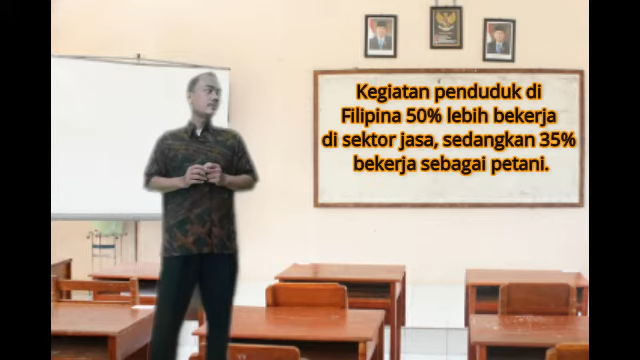 Kegiatan penduduk di
Filipina 50% lebih bekerja
di sektor jasa, sedangkan 35%
bekerja sebagai petani.